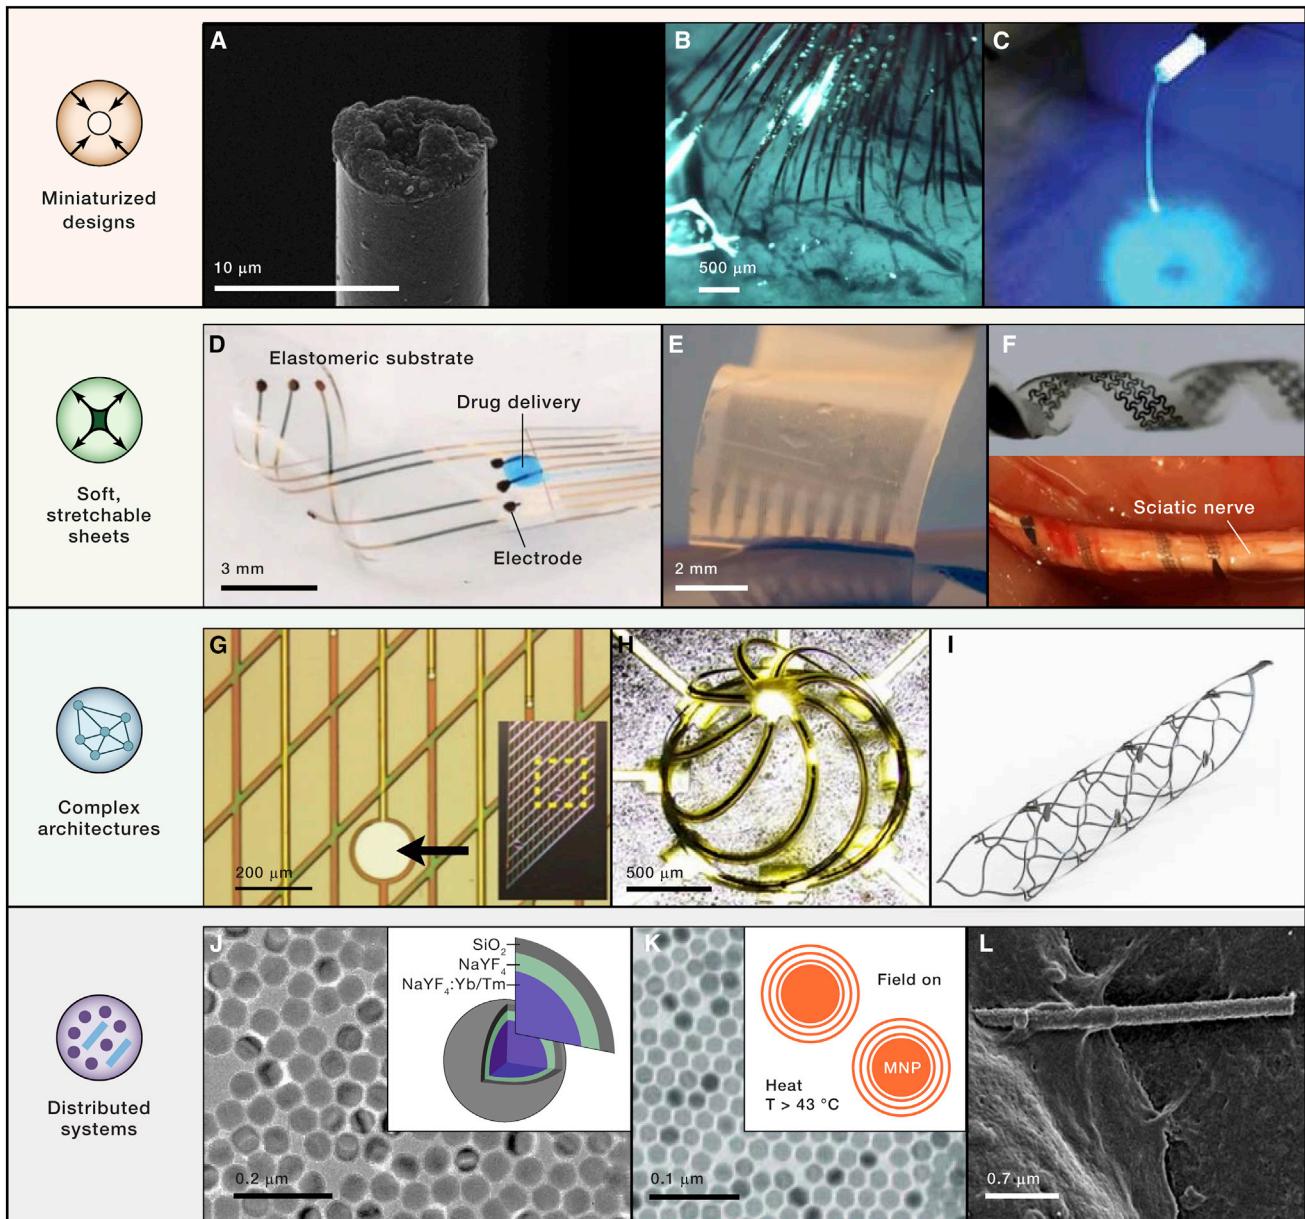 Miniaturized
designs
A
10 μm
B
500 μm
C
Soft,
stretchable
sheets
D
Elastomeric substrate
Drug delivery
Electrode
3 mm
E
2 mm
F
Sciatic nerve
Complex
architectures
G
200 μm
H
500 μm
I
Distributed
systems
J
SiO₂
NaYF₄
NaYF₄:Yb/Tm
0.2 μm
K
Field on
MNP
Heat
T > 43 °C
0.1 μm
L
0.7 μm